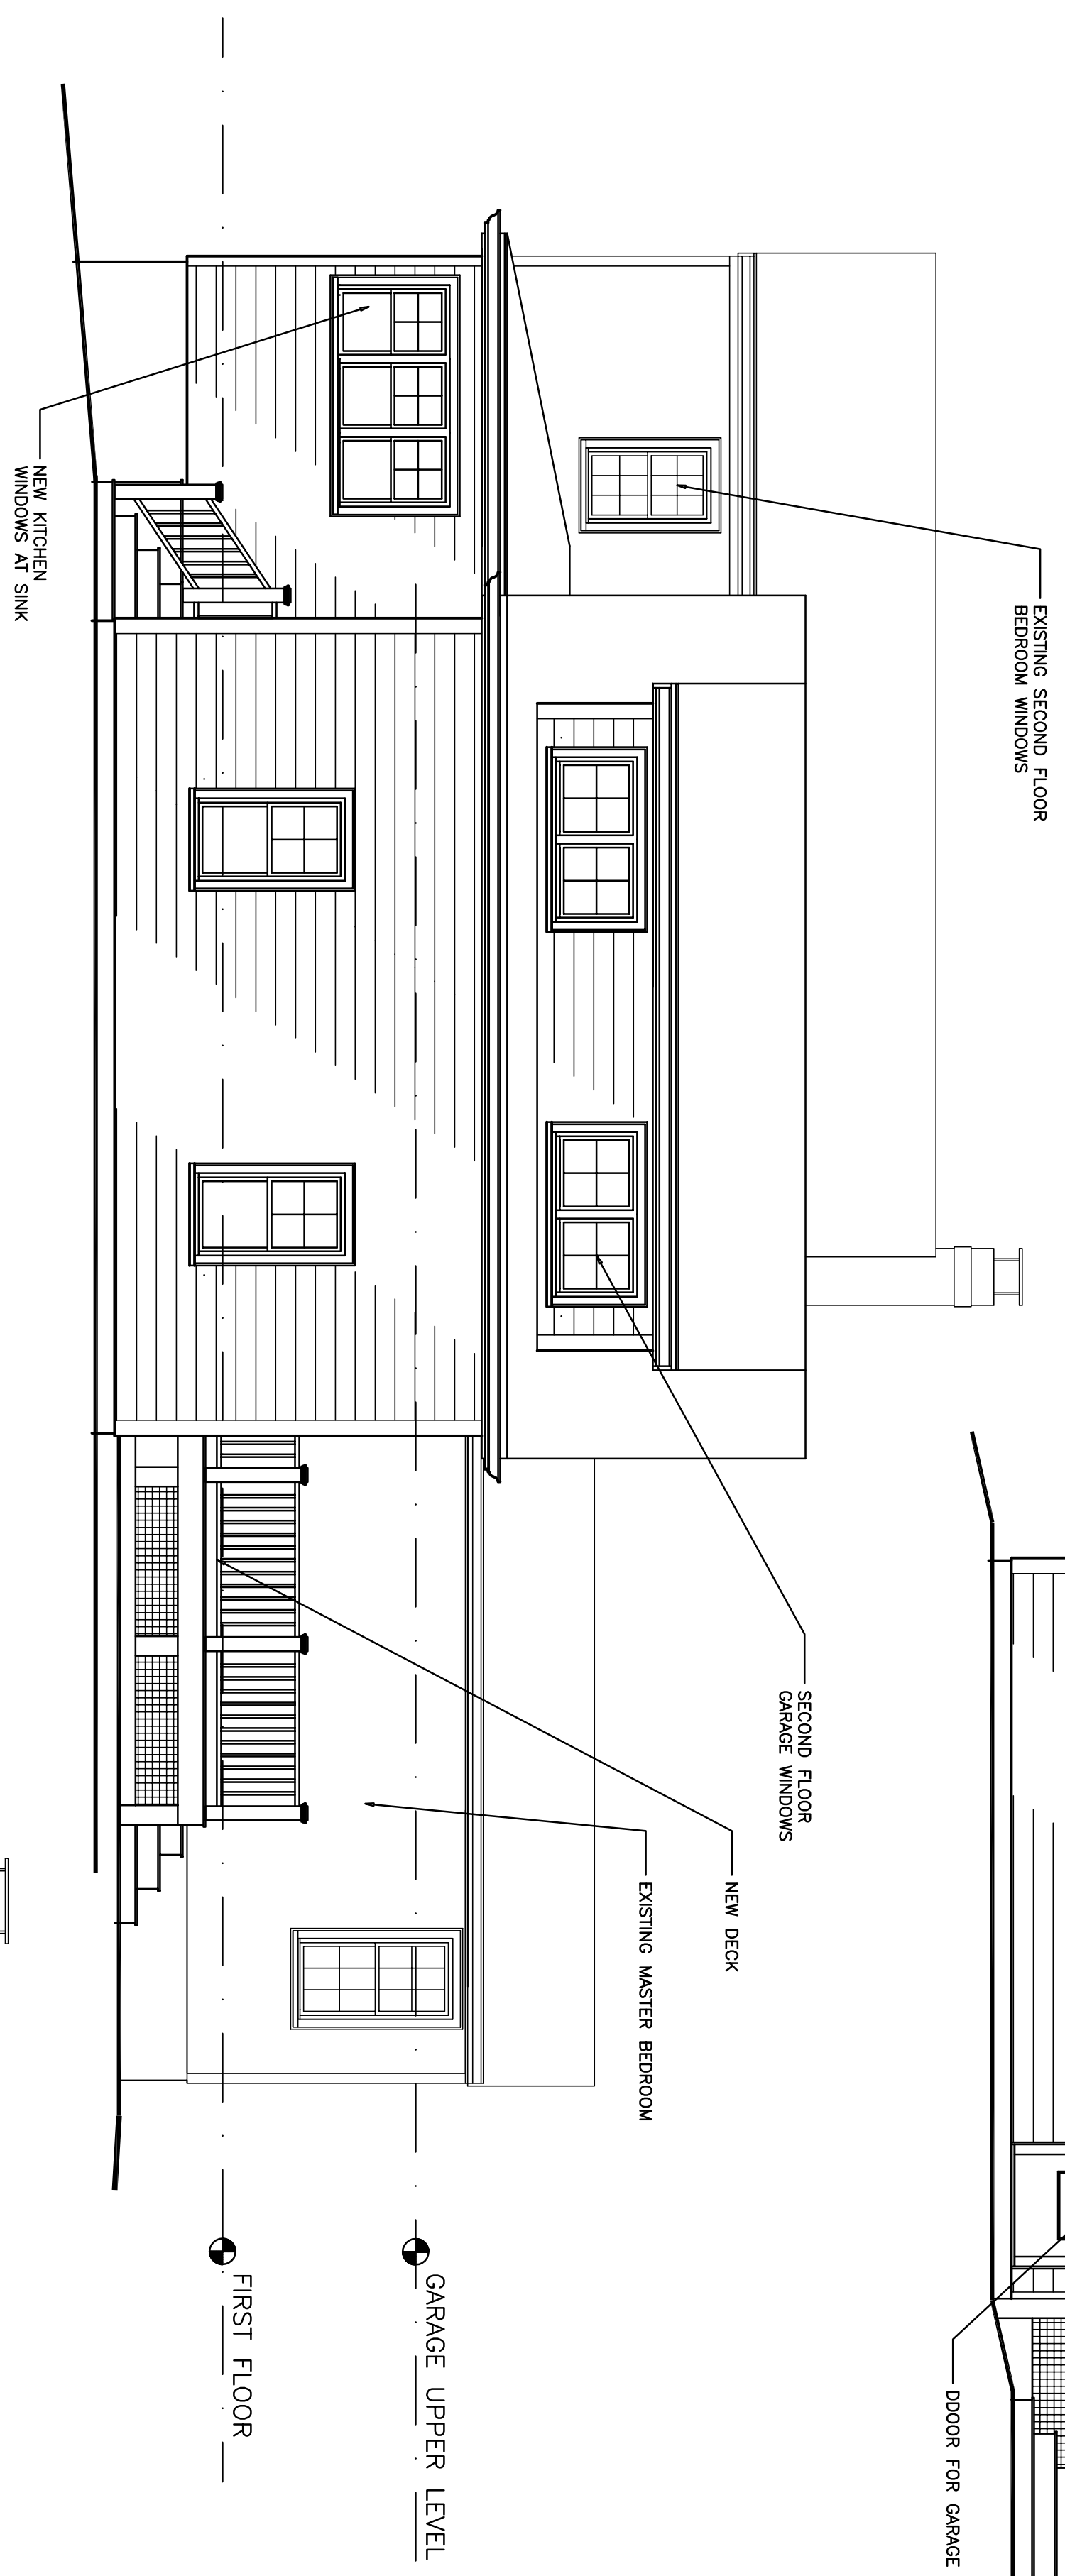 EXISTING SECOND FLOOR
BEDROOM WINDOWS
SECOND FLOOR
GARAGE WINDOWS
NEW DECK
EXISTING MASTER BEDROOM
NEW KITCHEN
WINDOWS AT SINK
GARAGE UPPER LEVEL
FIRST FLOOR
DDOOR FOR GARAGE